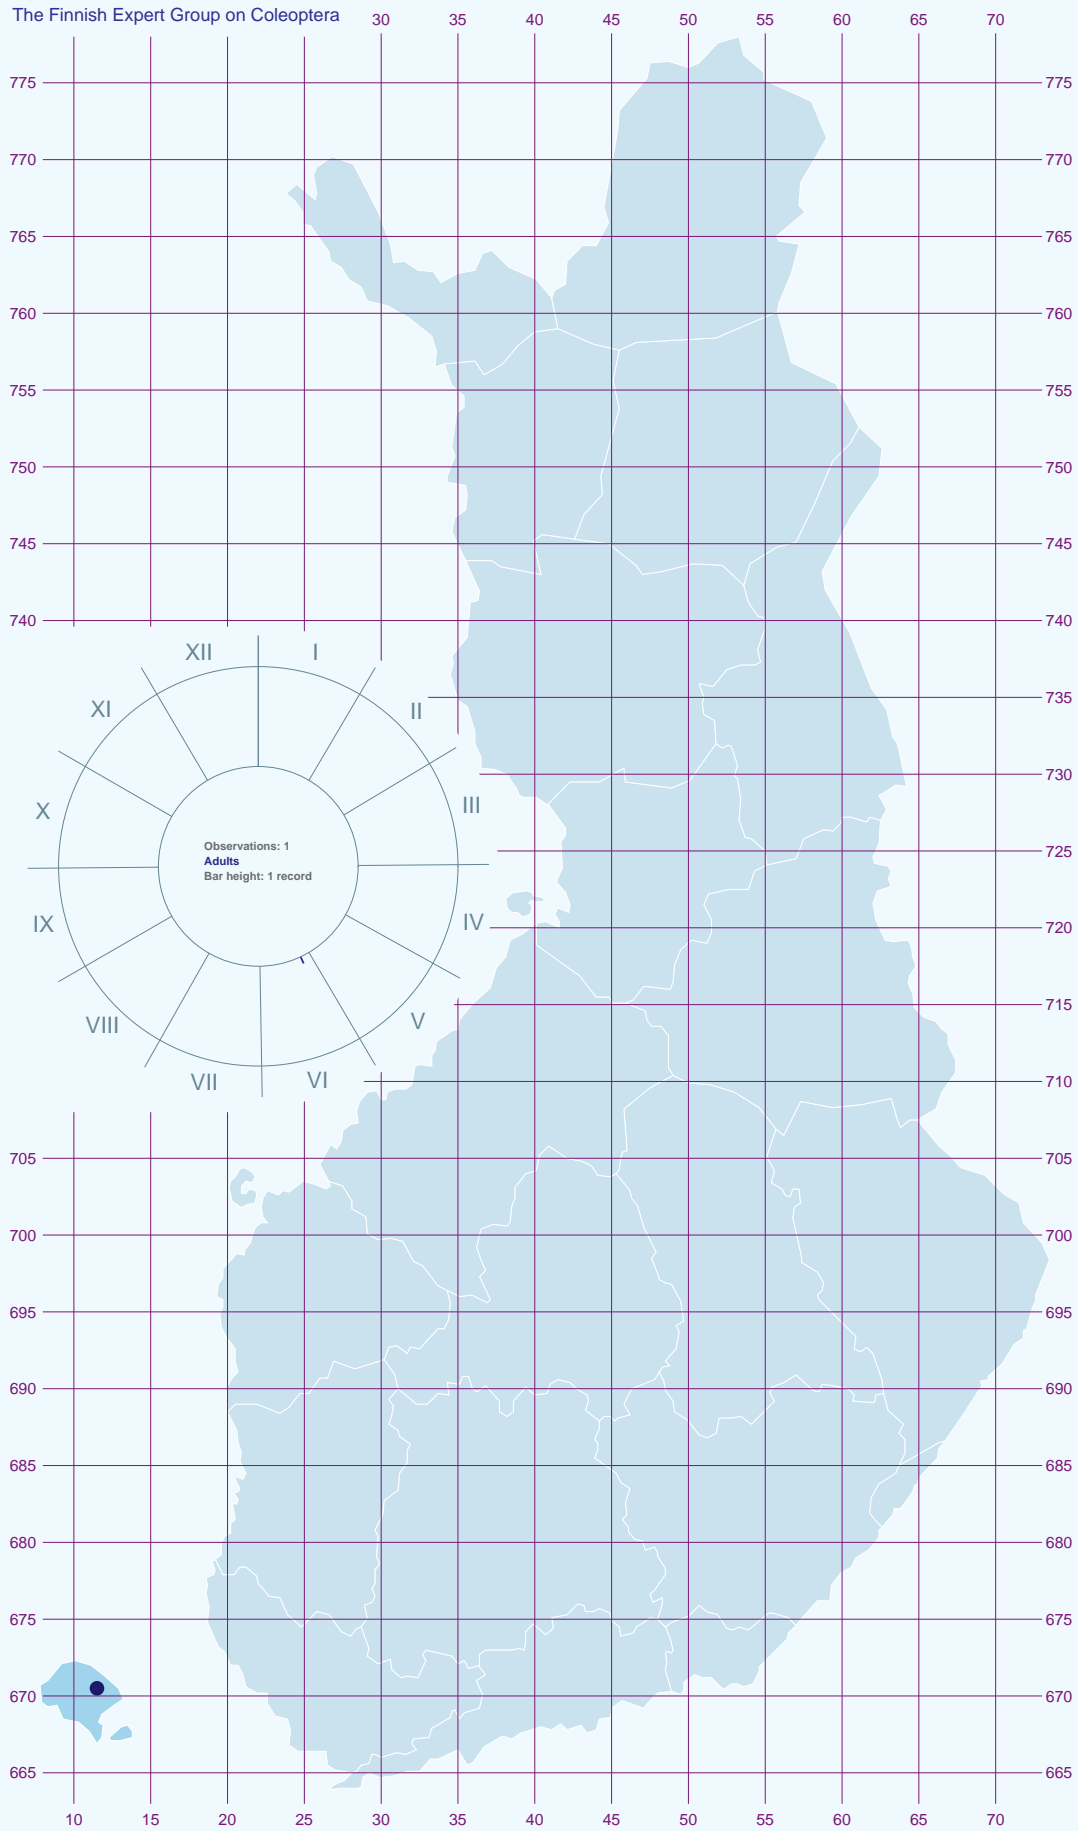 The Finnish Expert Group on Coleoptera
30 35 40 45 50 55 60 65 70
775 775
770 770
765 765
760 760
755 755
750 750
745 745
740 740
XII I
XI II
735
730
X III
Observations: 1
Adults
Bar height: 1 record
725
IX IV
720
VIII V
715
VII VI
710
705 705
700 700
695 695
690 690
685 685
680 680
675 675
670 670
665 665
10 15 20 25 30 35 40 45 50 55 60 65 70